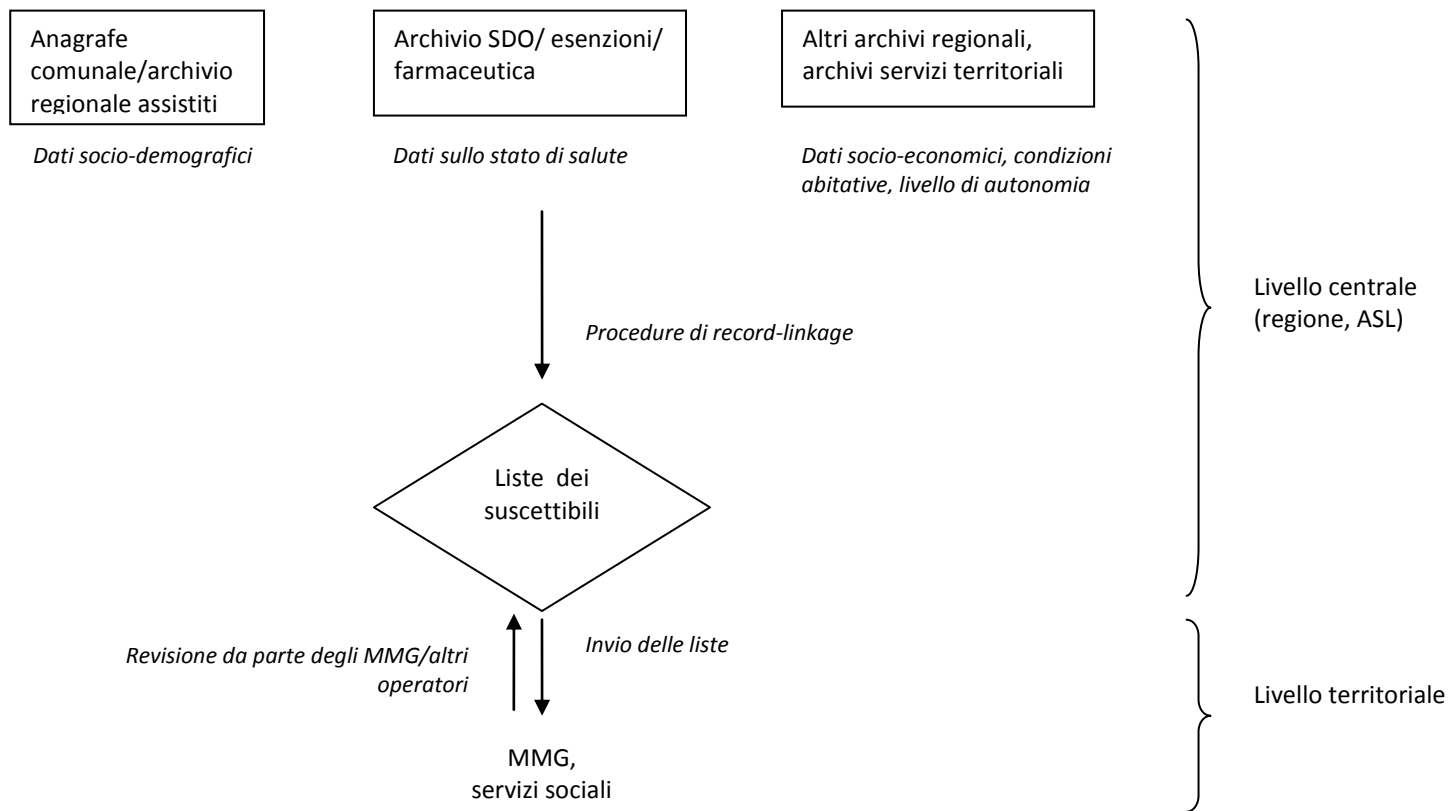 Anagrafe
comunale/archivio
regionale assistiti
Archivio SDO/ esenzioni/
farmaceutica
Altri archivi regionali,
archivi servizi territoriali
Dati socio-demografici
Dati sullo stato di salute
Dati socio-economici, condizioni
abitative, livello di autonomia
Livello centrale
(regione, ASL)
Procedure di record-linkage
Liste dei
suscettibili
Revisione da parte degli MMG/altri
operatori
Invio delle liste
Livello territoriale
MMG,
servizi sociali